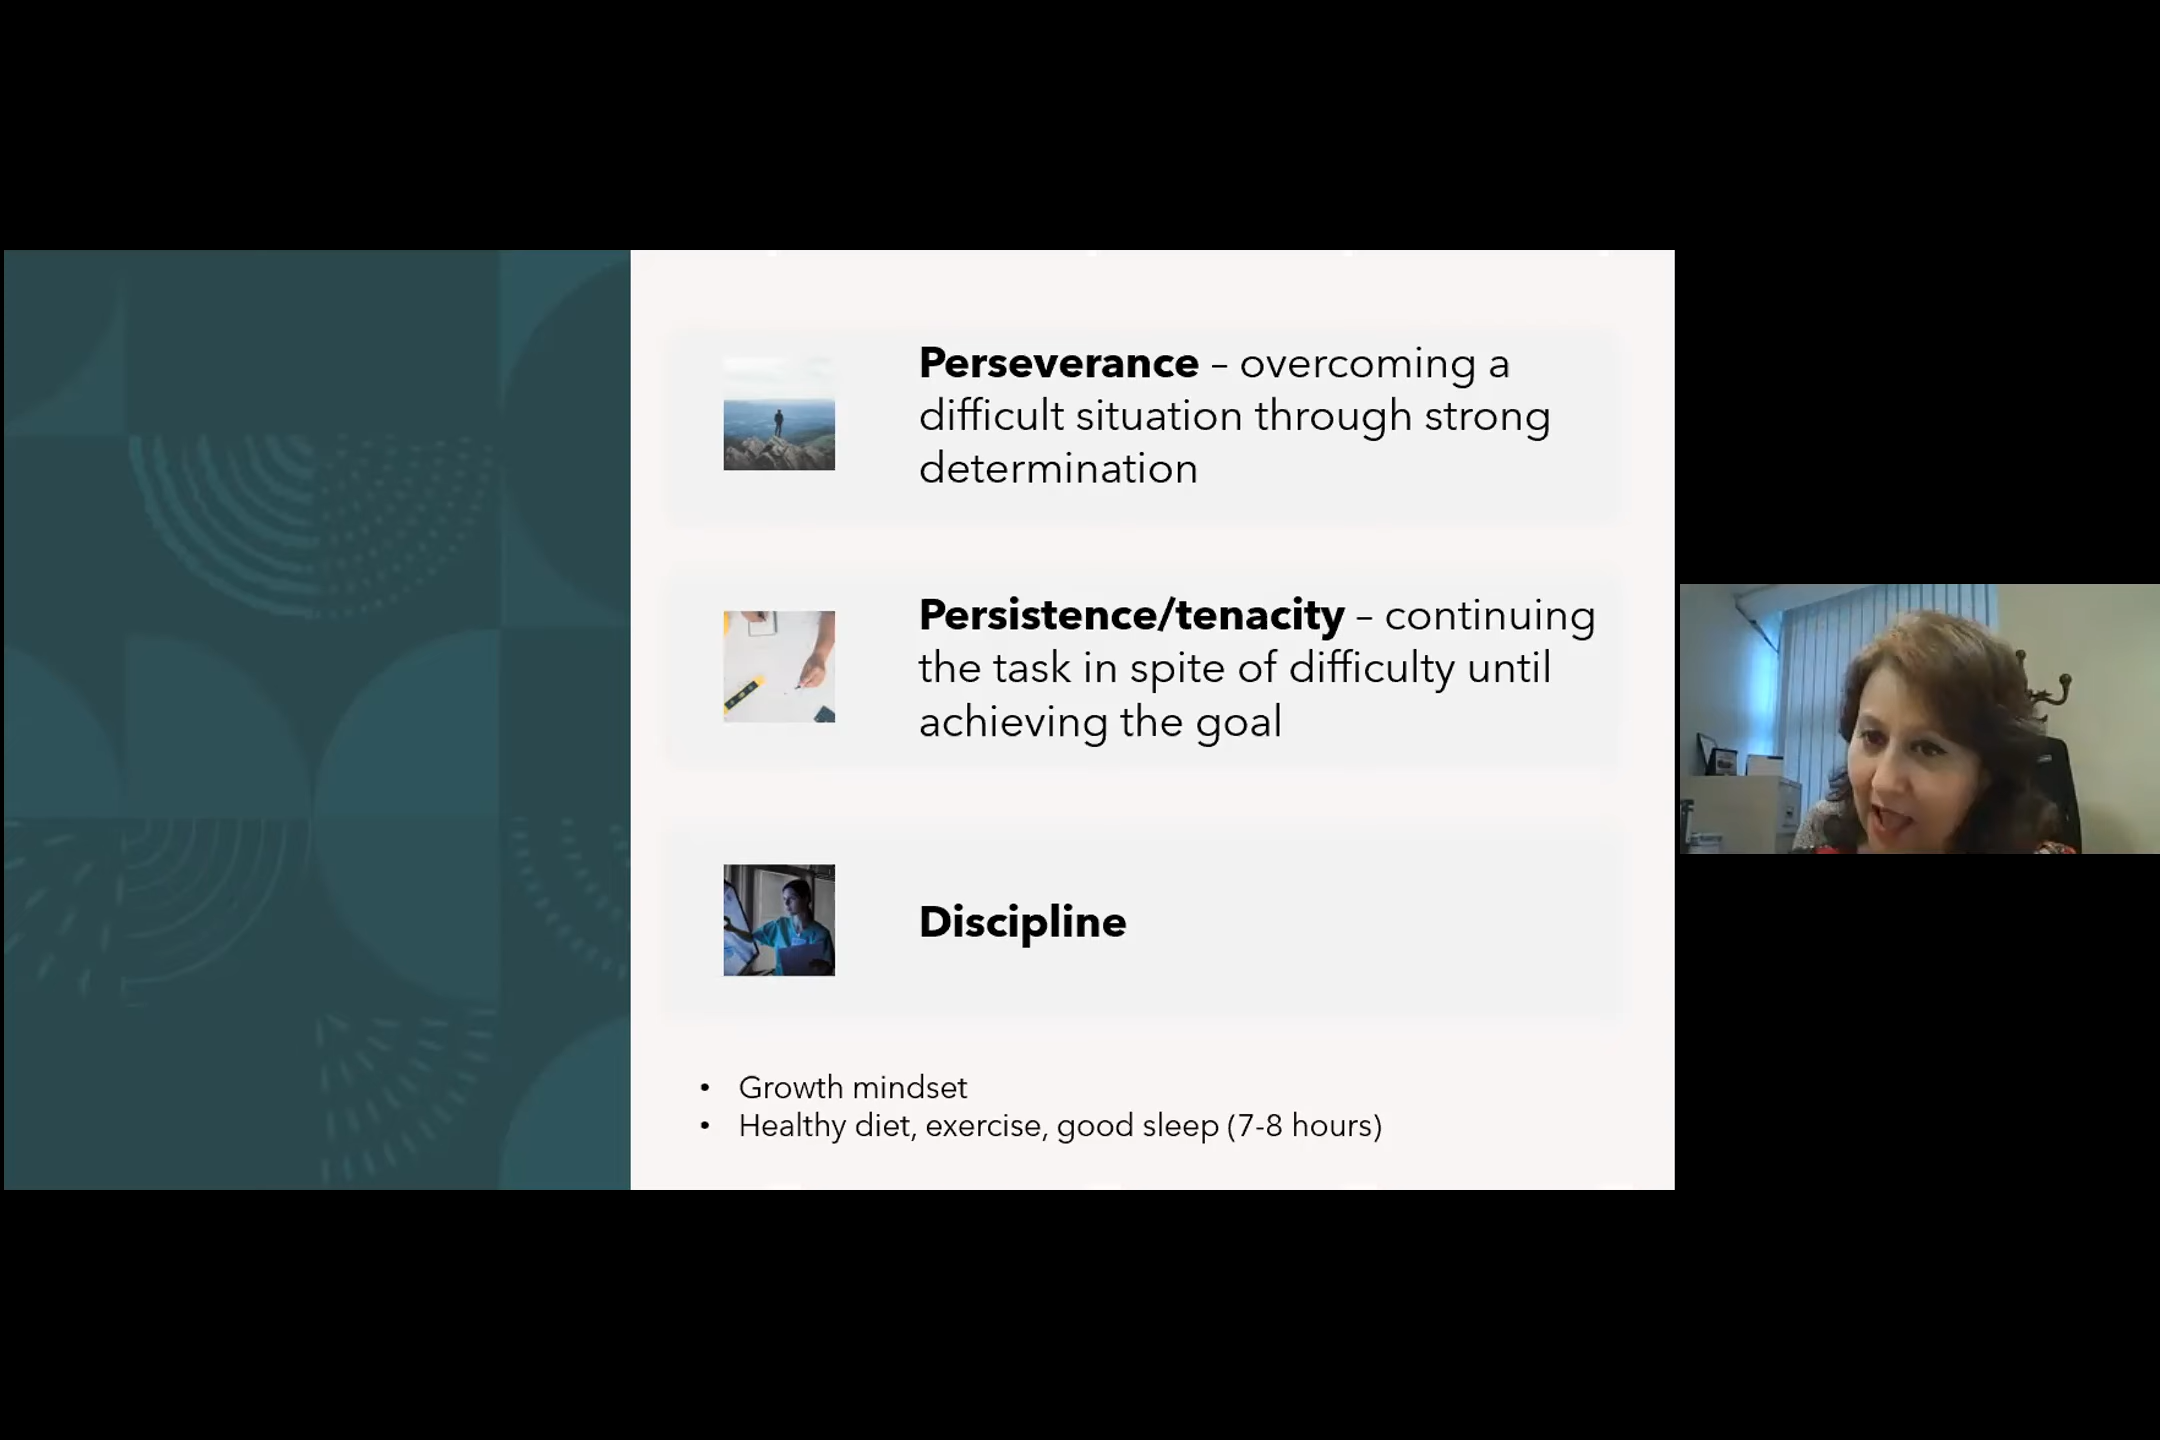 Perseverance – overcoming a
difficult situation through strong
determination
Persistence/tenacity – continuing
the task in spite of difficulty until
achieving the goal
Discipline
• Growth mindset
• Healthy diet, exercise, good sleep (7-8 hours)